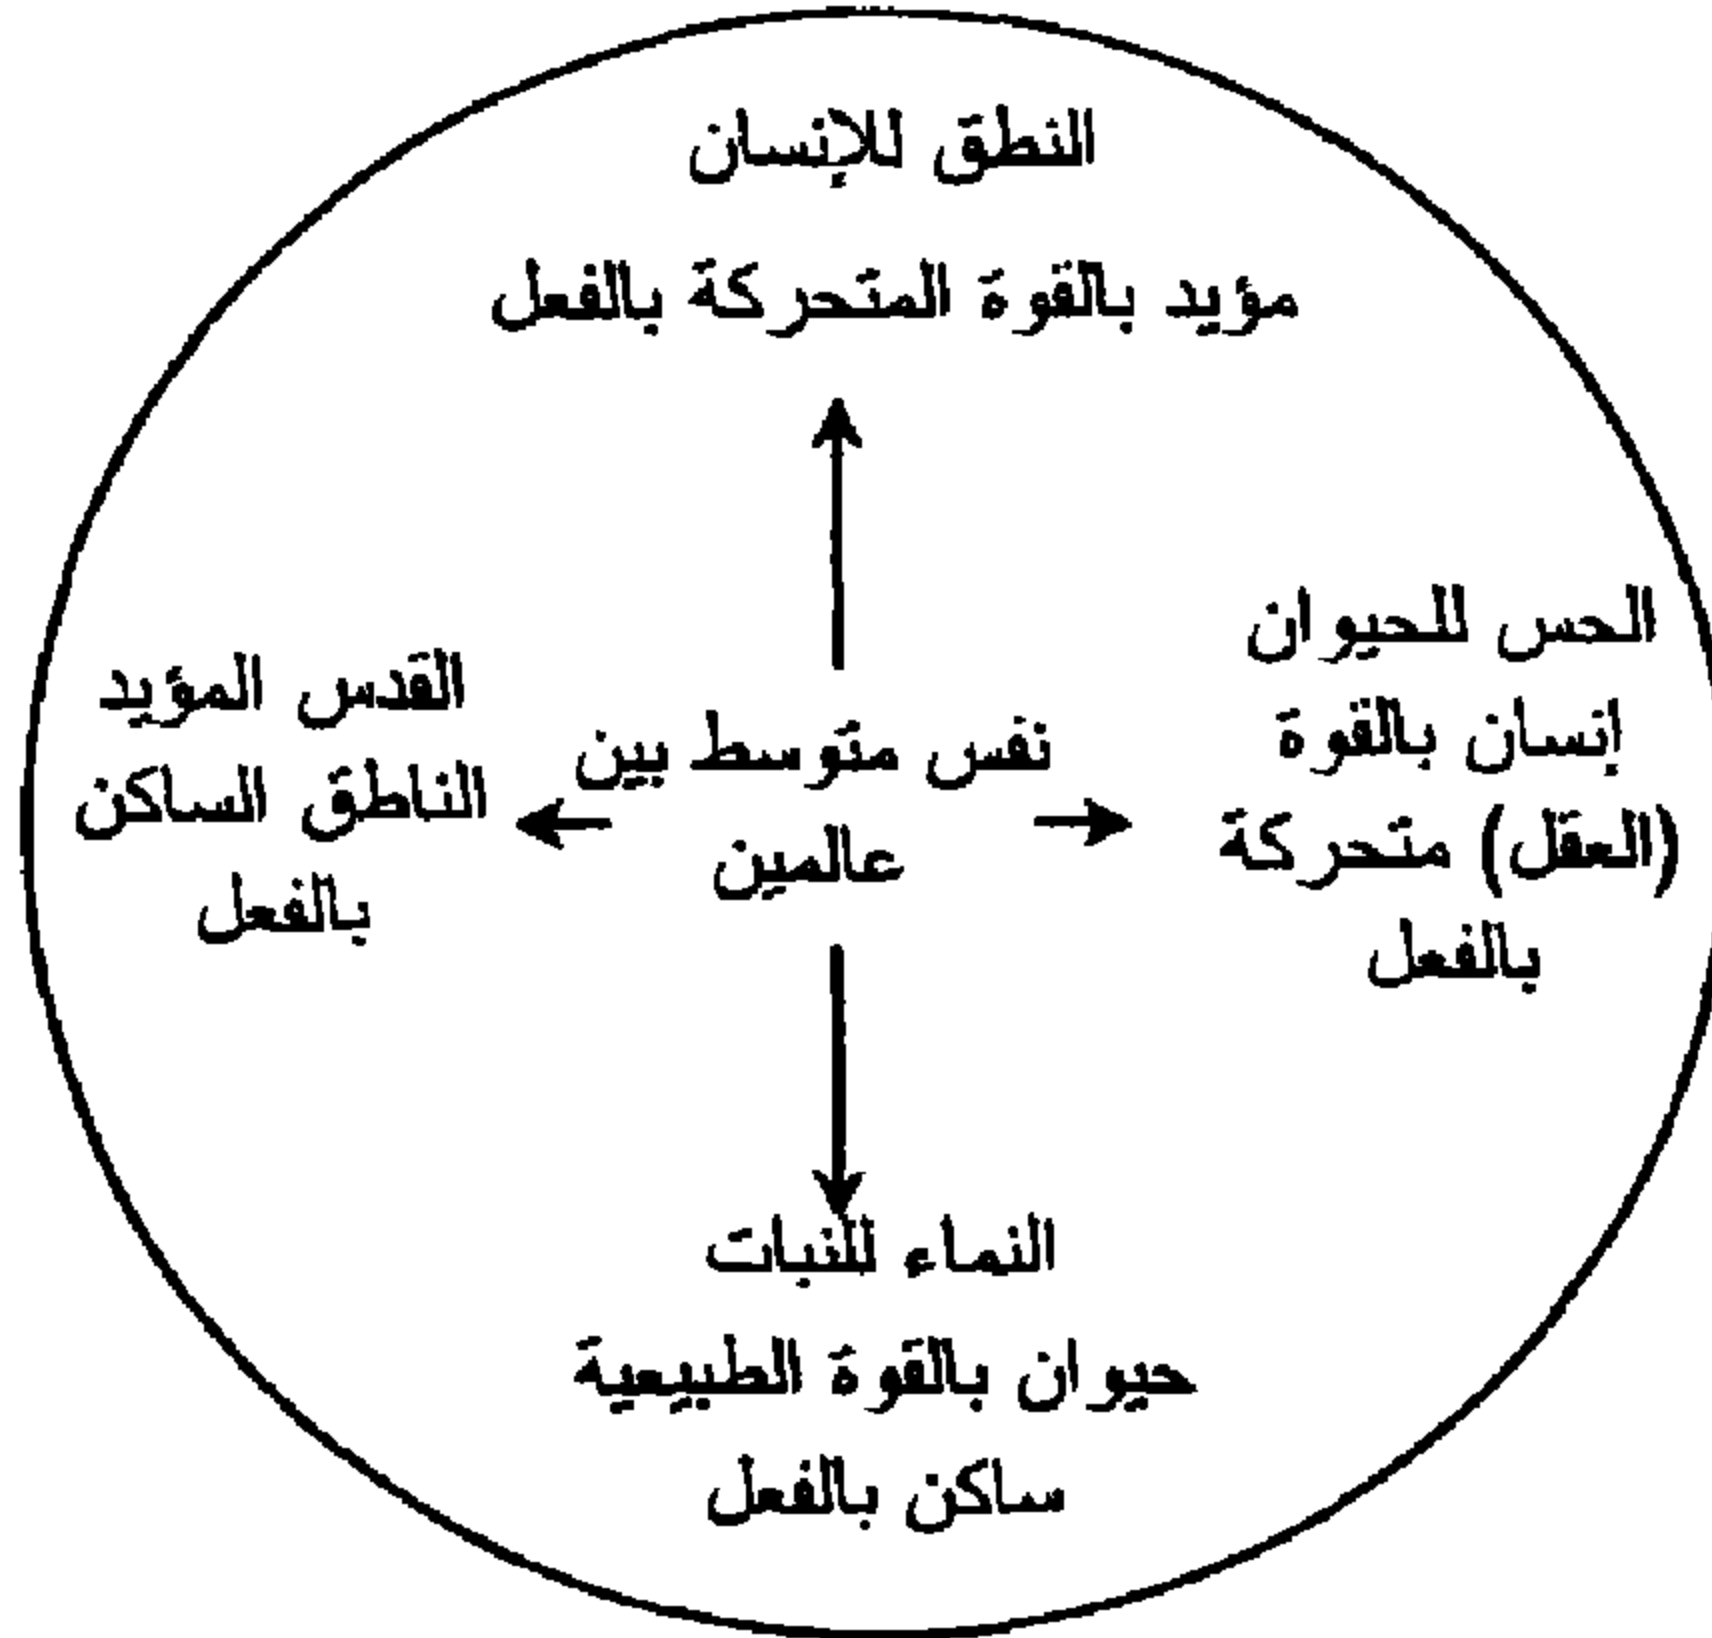 النطق للإنسان
مؤيد بالقوة المتحركة بالفعل
الحس للحيوان
إنسان بالقوة
(العقل) متحركة
بالفعل
نفس متوسط بين
عالمين
القدس المؤيد
الناطق الساكن
بالفعل
النماء للنبات
حيوان بالقوة الطبيعية
ساكن بالفعل